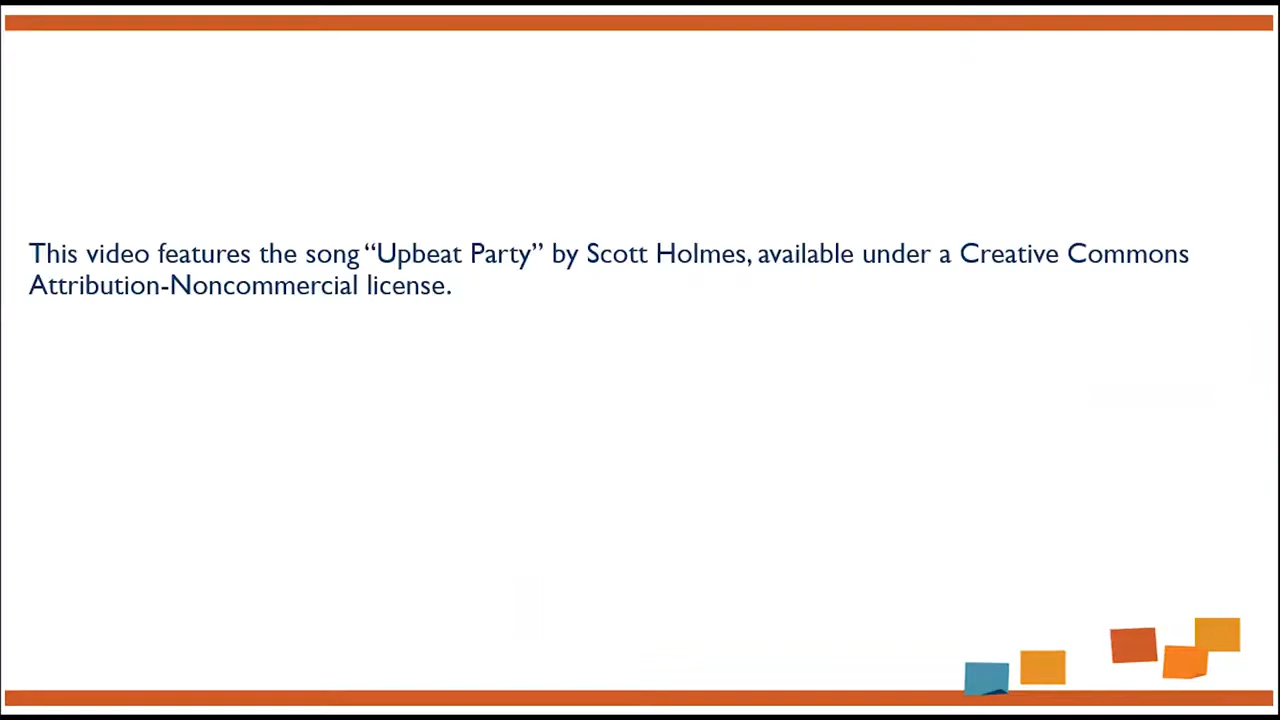 This video features the song “Upbeat Party” by Scott Holmes, available under a Creative Commons
Attribution-Noncommercial license.